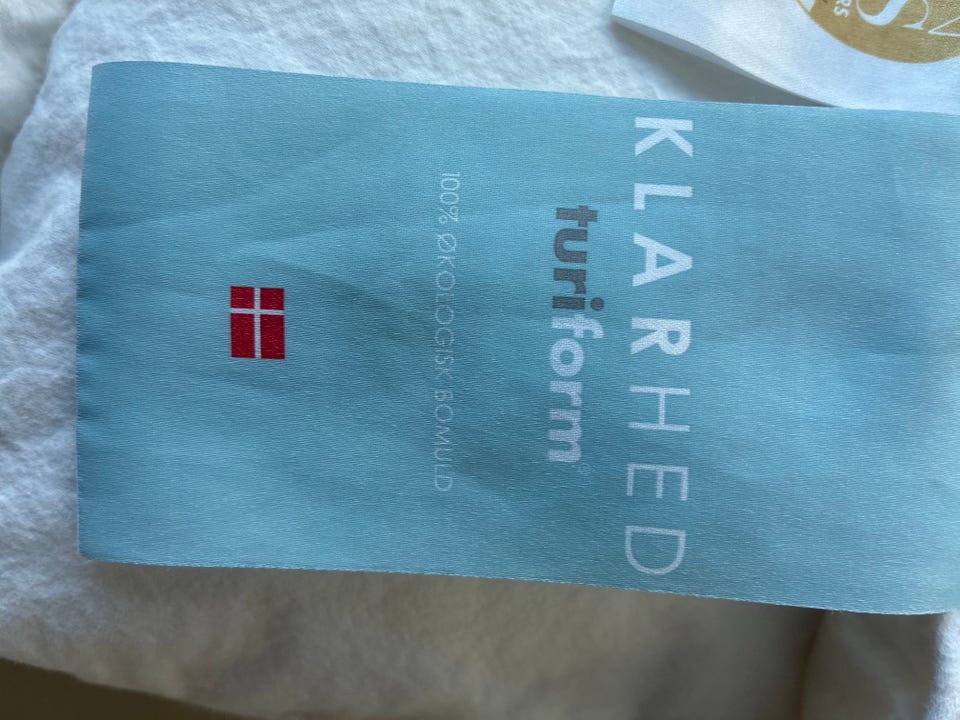 KLARHED
turiform®
100% ØKOLOGISK BOMULD